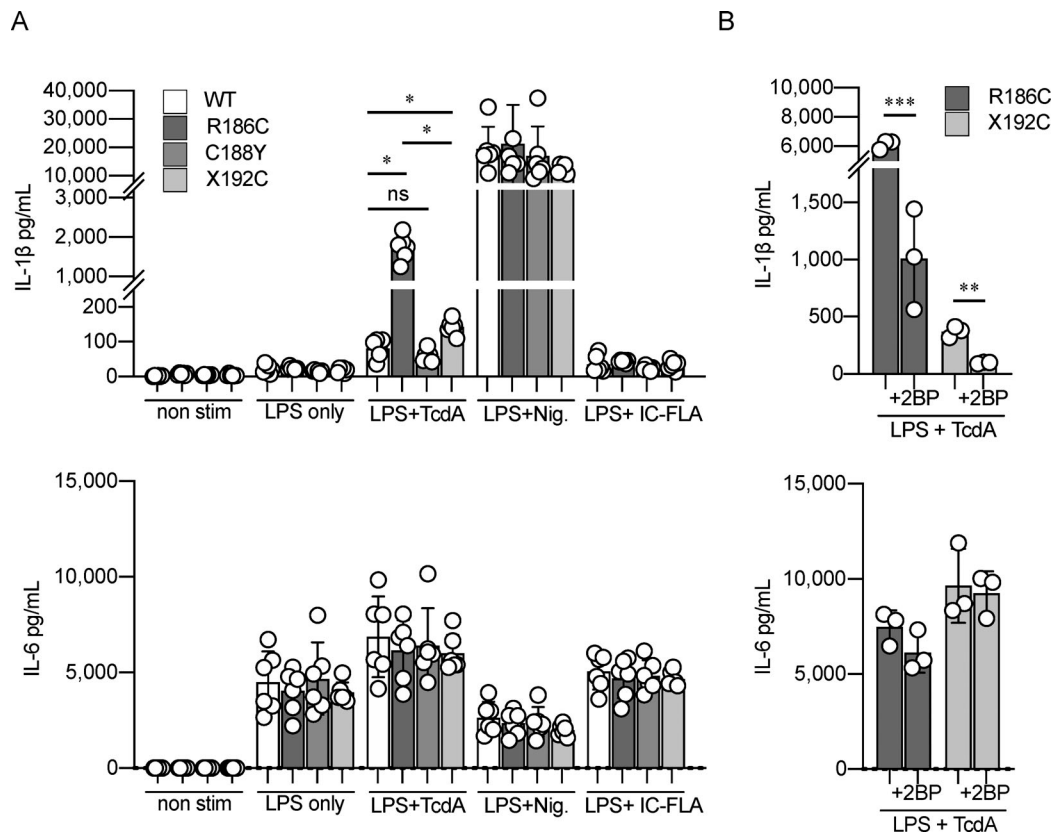 A
IL-1β pg/mL
40,000
30,000
20,000
10,000
3,000
2,000
1,000
200
100
0
WT
R186C
C188Y
X192C
*
*
*
ns
non stim
LPS only
LPS+TcdA
LPS+Nig.
LPS+ IC-FLA
IL-6 pg/mL
15,000
10,000
5,000
0
non stim
LPS only
LPS+TcdA
LPS+Nig.
LPS+ IC-FLA
B
IL-1β pg/mL
10,000
8,000
6,000
1,500
1,000
500
0
R186C
X192C
***
**
+2BP
+2BP
LPS + TcdA
IL-6 pg/mL
15,000
10,000
5,000
0
+2BP
+2BP
LPS + TcdA